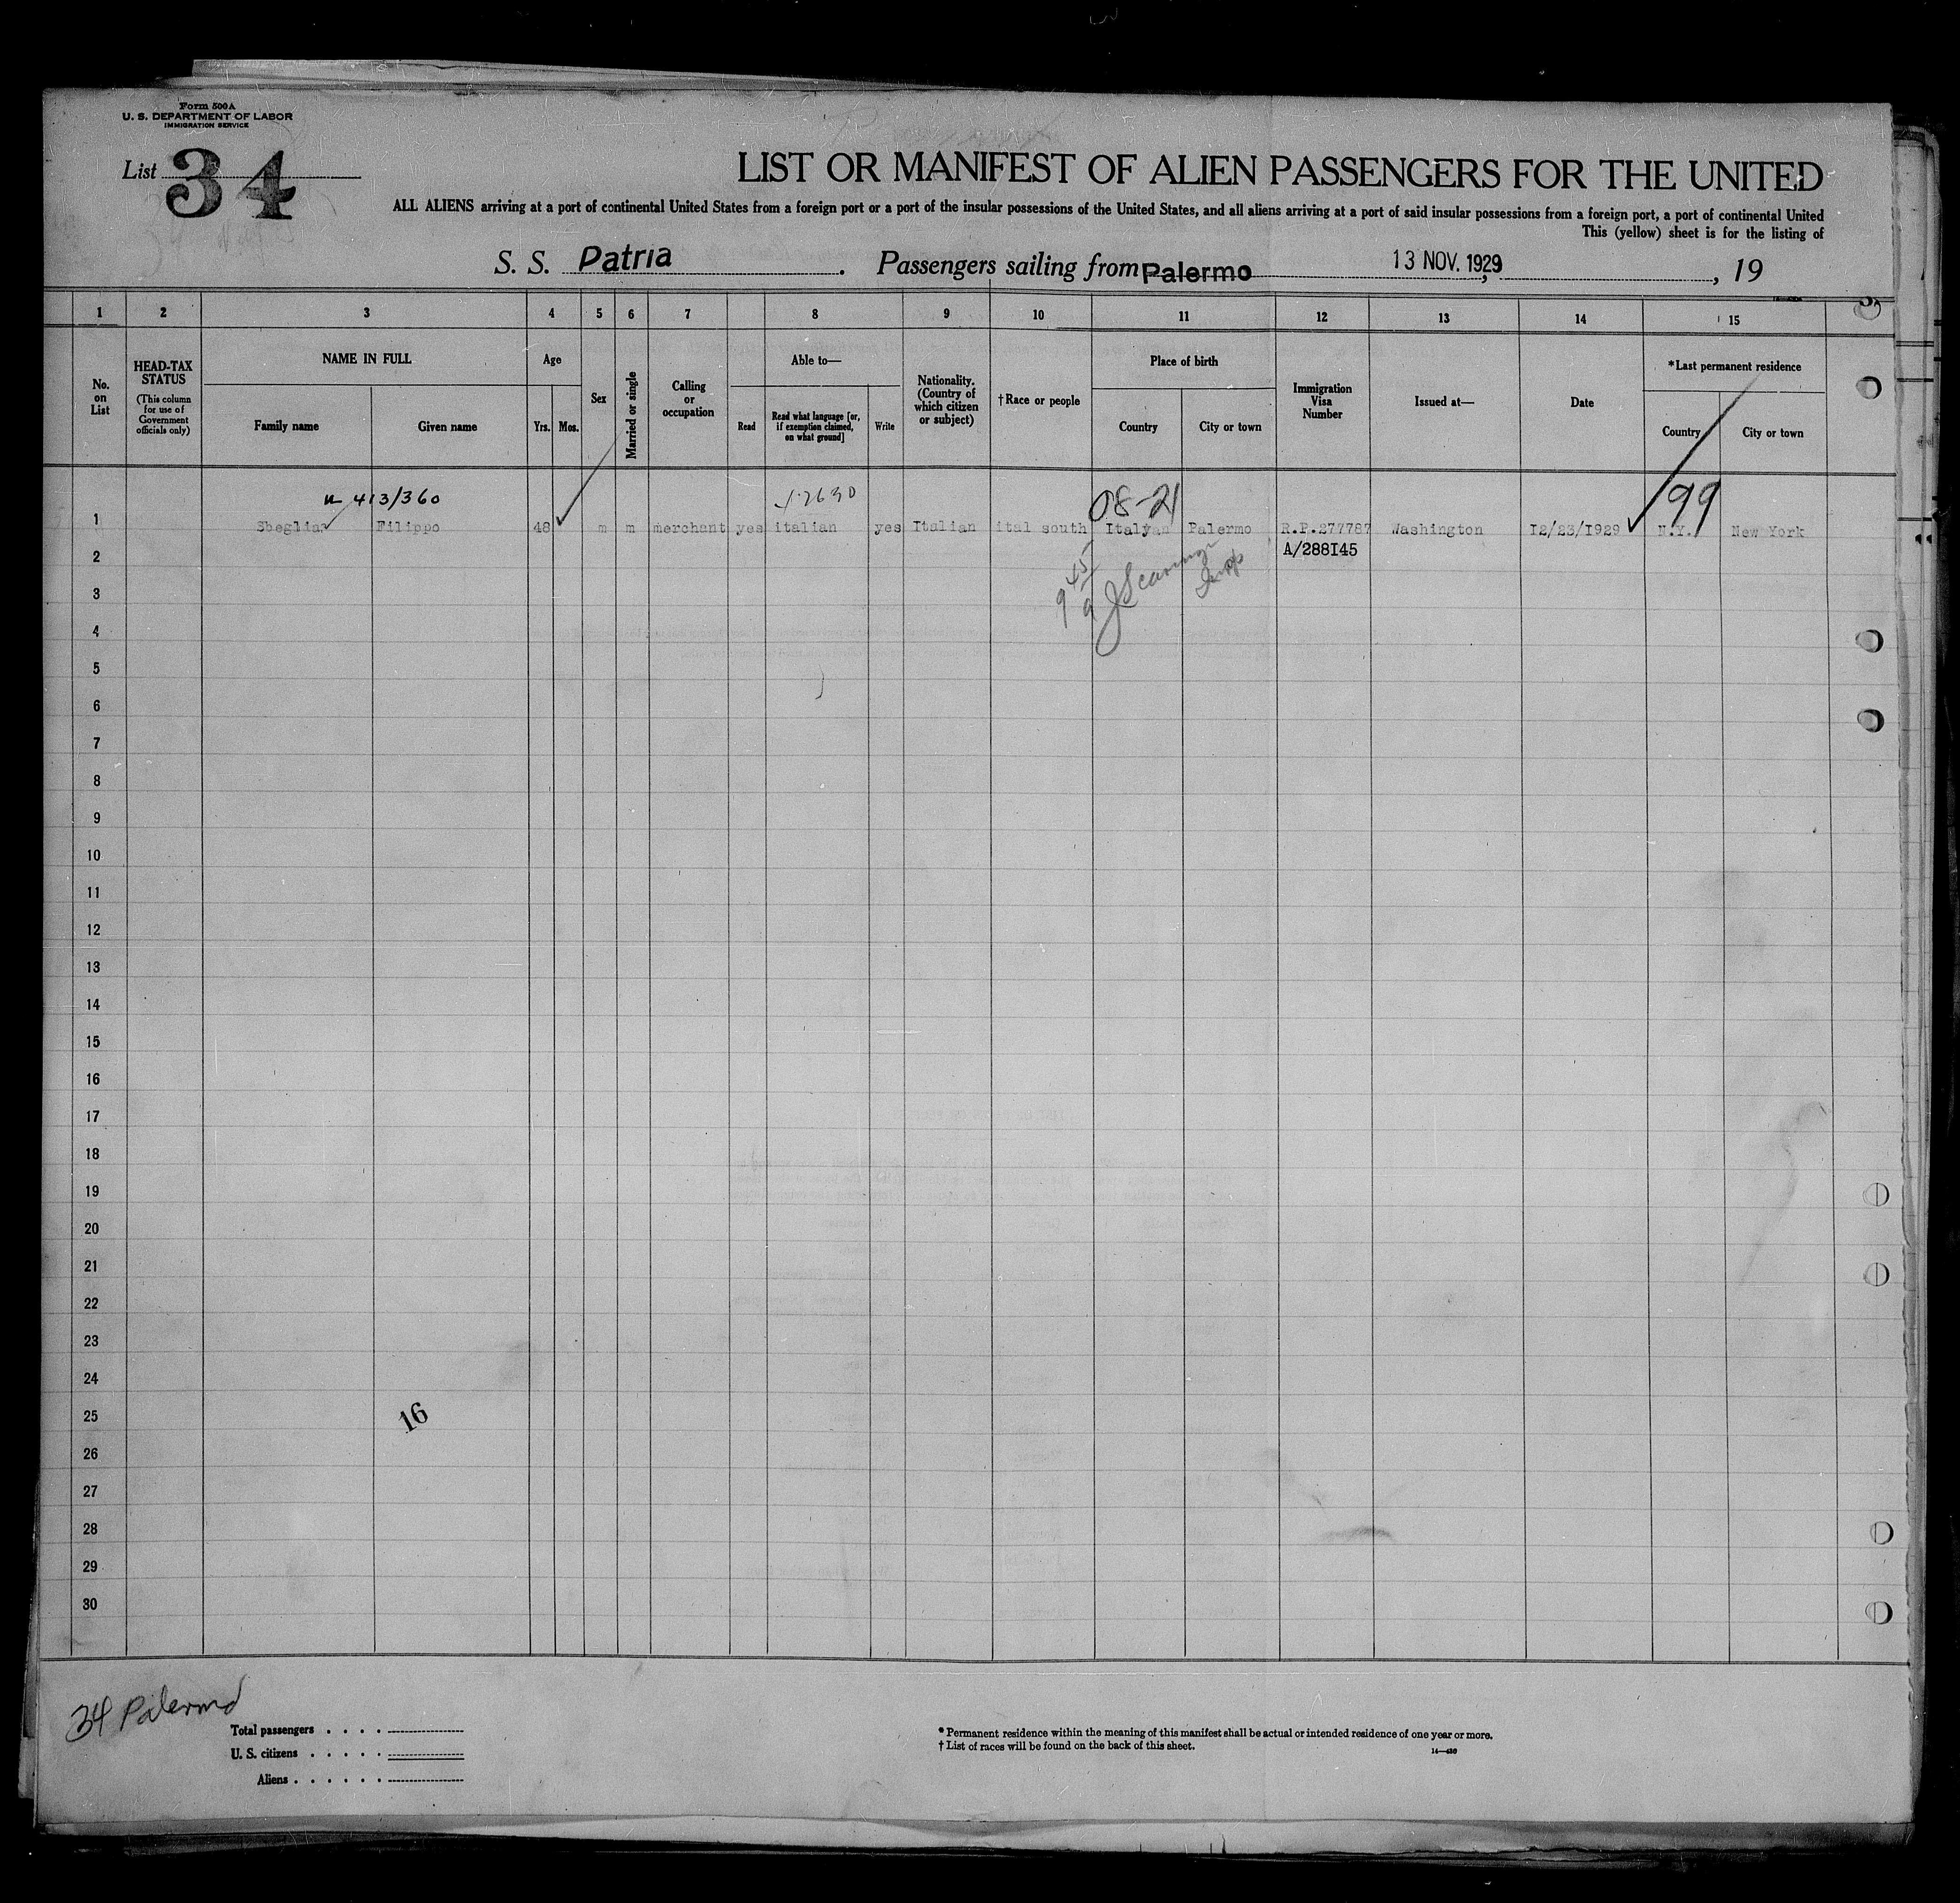 Form 500A
U. S. DEPARTMENT OF LABOR
IMMIGRATION SERVICE
List 34
LIST OR MANIFEST OF ALIEN PASSENGERS FOR THE UNITED
ALL ALIENS arriving at a port of continental United States from a foreign port or a port of the insular possessions of the United States, and all aliens arriving at a port of said insular possessions from a foreign port, a port of continental United
This (yellow) sheet is for the listing of
S. S. Patria. Passengers sailing from Palermo 13 NOV. 1929, , 19
1 2 3 4 5 6 7 8 9 10 11 12 13 14 15
No. on List
HEAD-TAX STATUS
(This column for use of Government officials only)
NAME IN FULL
Family name
Given name
Age
Yrs.
Mos.
Sex
Married or single
Calling or occupation
Able to—
Read
Read what language [or, if exemption claimed, on what ground]
Write
Nationality. (Country of which citizen or subject)
†Race or people
Place of birth
Country
City or town
Immigration Visa Number
Issued at—
Date
*Last permanent residence
Country
City or town
413/360
08-21
99
1 Sbeglia Filippo 48 m m merchant yes italian yes Italian ital south Italy Palermo R.P.277787 Washington I2/23/I929 N.Y. New York
2 A/288I45
3
4
5
6
7
8
9
10
11
12
13
14
15
16
17
18
19
20
21
22
23
24
25
16
26
27
28
29
30
34 Palermo
Total passengers . . . .
U. S. citizens . . . . .
Aliens . . . . . .
* Permanent residence within the meaning of this manifest shall be actual or intended residence of one year or more.
† List of races will be found on the back of this sheet.